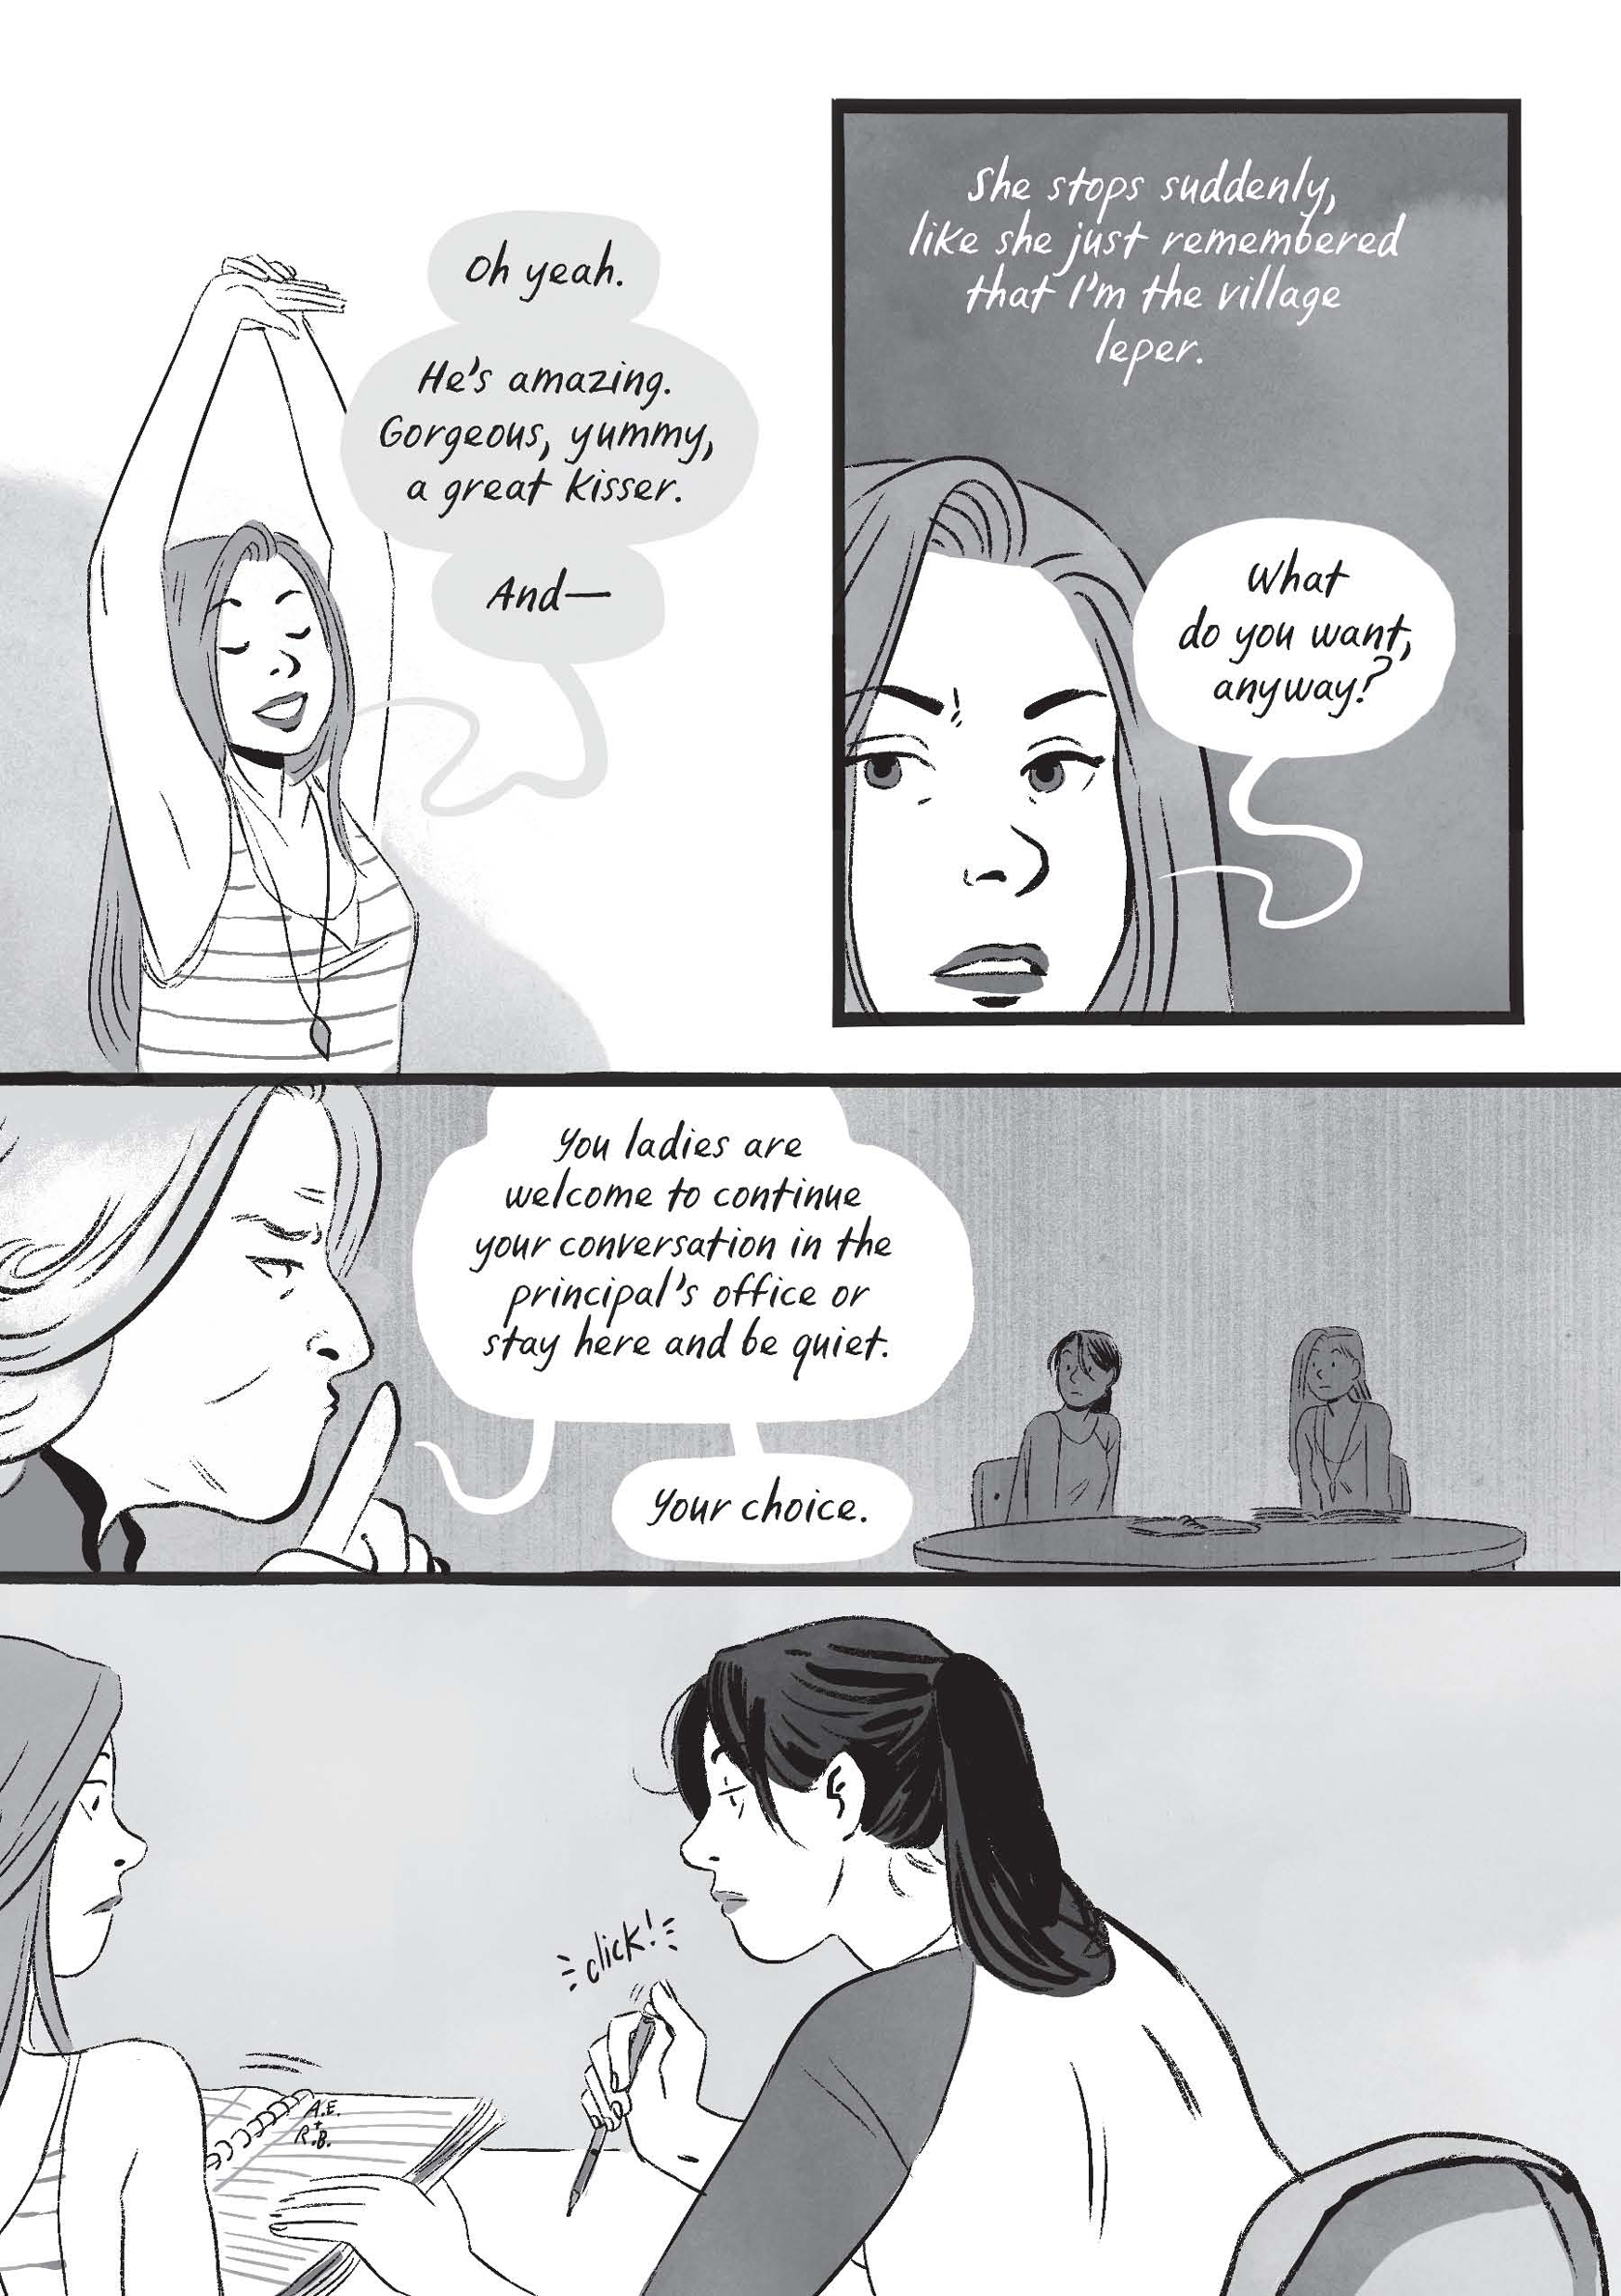 Oh yeah.
He's amazing.
Gorgeous, yummy,
a great kisser.
And—
She stops suddenly,
like she just remembered
that I'm the village
leper.
What
do you want,
anyway?
You ladies are
welcome to continue
your conversation in the
principal's office or
stay here and be quiet.
Your choice.
click!
A.E.
+
R.B.